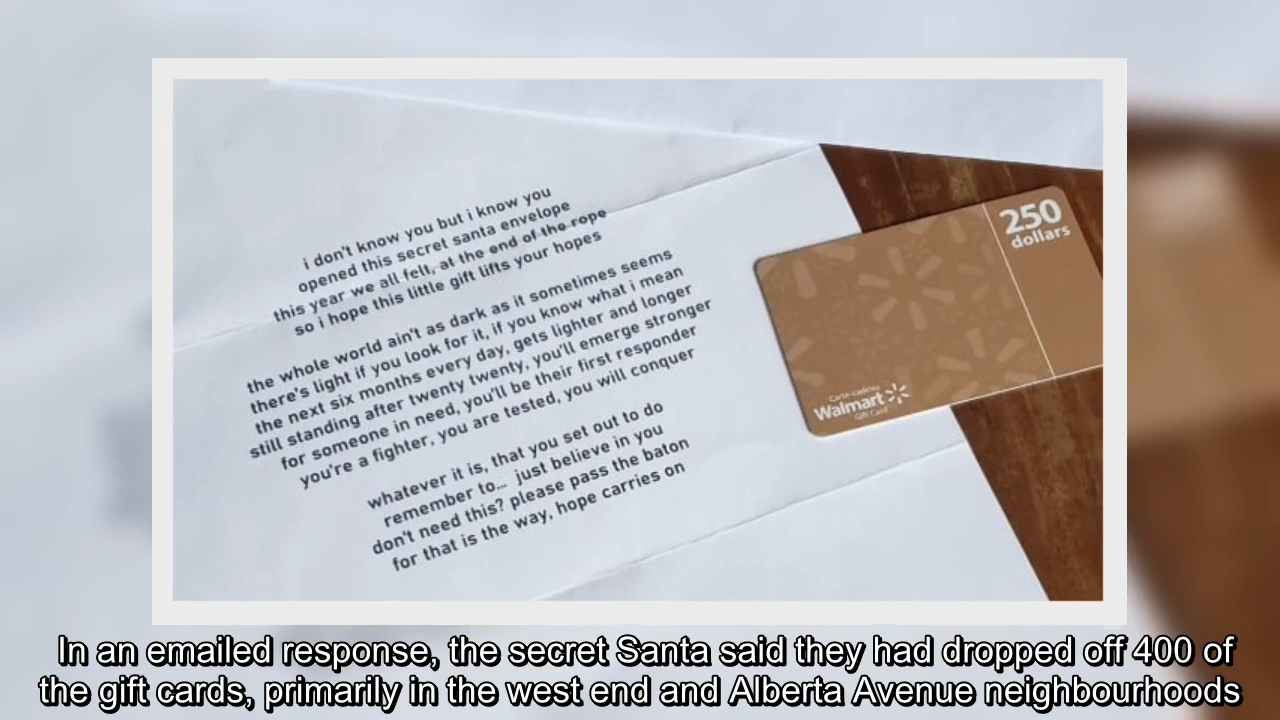 i don't know you but i know you
opened this secret santa envelope
this year we all felt, at the end of the rope
so i hope this little gift lifts your hopes
the whole world ain't as dark as it sometimes seems
there's light if you look for it, if you know what i mean
the next six months every day, gets lighter and longer
still standing after twenty twenty, you'll emerge stronger
for someone in need, you'll be their first responder
you're a fighter, you are tested, you will conquer
whatever it is, that you set out to do
remember to... just believe in you
don't need this? please pass the baton
for that is the way, hope carries on
250
dollars
Carte-cadeau
Walmart
Gift Card
In an emailed response, the secret Santa said they had dropped off 400 of
the gift cards, primarily in the west end and Alberta Avenue neighbourhoods